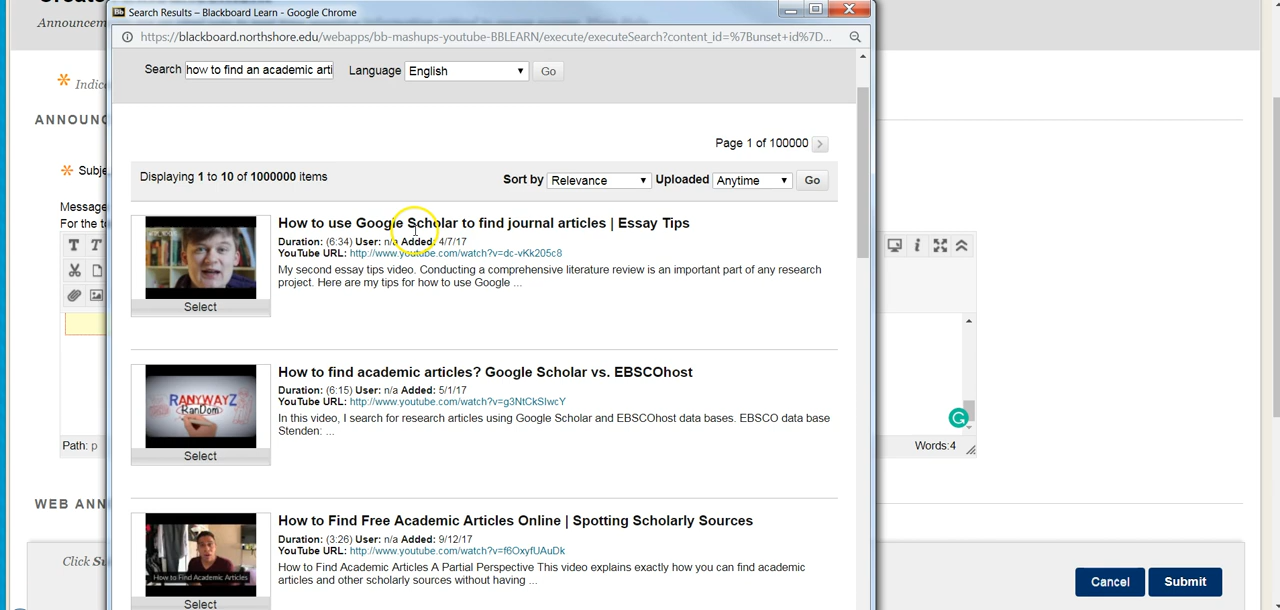 Announcem
Indic
ANNOUNC
Subje
Message
For the t
Path: p
Words:4
WEB ANN
Click Su
Cancel
Submit
Bb Search Results – Blackboard Learn - Google Chrome
https://blackboard.northshore.edu/webapps/bb-mashups-youtube-BBLEARN/execute/executeSearch?content_id=%7Bunset+id%7D...
Search how to find an academic arti Language English Go
Page 1 of 100000 >
Displaying 1 to 10 of 1000000 items Sort by Relevance Uploaded Anytime Go
How to use Google Scholar to find journal articles | Essay Tips
Duration: (6:34) User: n/a Added: 4/7/17
YouTube URL: http://www.youtube.com/watch?v=dc-vKk205c8
My second essay tips video. Conducting a comprehensive literature review is an important part of any research
project. Here are my tips for how to use Google ...
Select
How to find academic articles? Google Scholar vs. EBSCOhost
Duration: (6:15) User: n/a Added: 5/1/17
YouTube URL: http://www.youtube.com/watch?v=g3NtCkSlwcY
In this video, I search for research articles using Google Scholar and EBSCOhost data bases. EBSCO data base
Stenden: ...
RANYWAYZ
RanDom
Select
How to Find Free Academic Articles Online | Spotting Scholarly Sources
Duration: (3:26) User: n/a Added: 9/12/17
YouTube URL: http://www.youtube.com/watch?v=f6OxyfUAuDk
How to Find Academic Articles A Partial Perspective This video explains exactly how you can find academic
articles and other scholarly sources without having ...
How to Find Academic Articles
Select